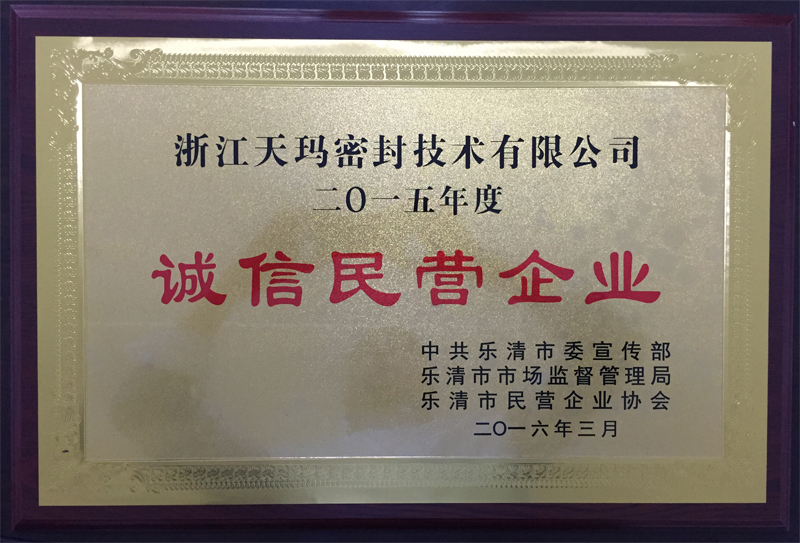 浙江天玛密封技术有限公司
二〇一五年度
诚信民营企业
中共乐清市委宣传部
乐清市市场监督管理局
乐清市民营企业协会
二〇一六年三月